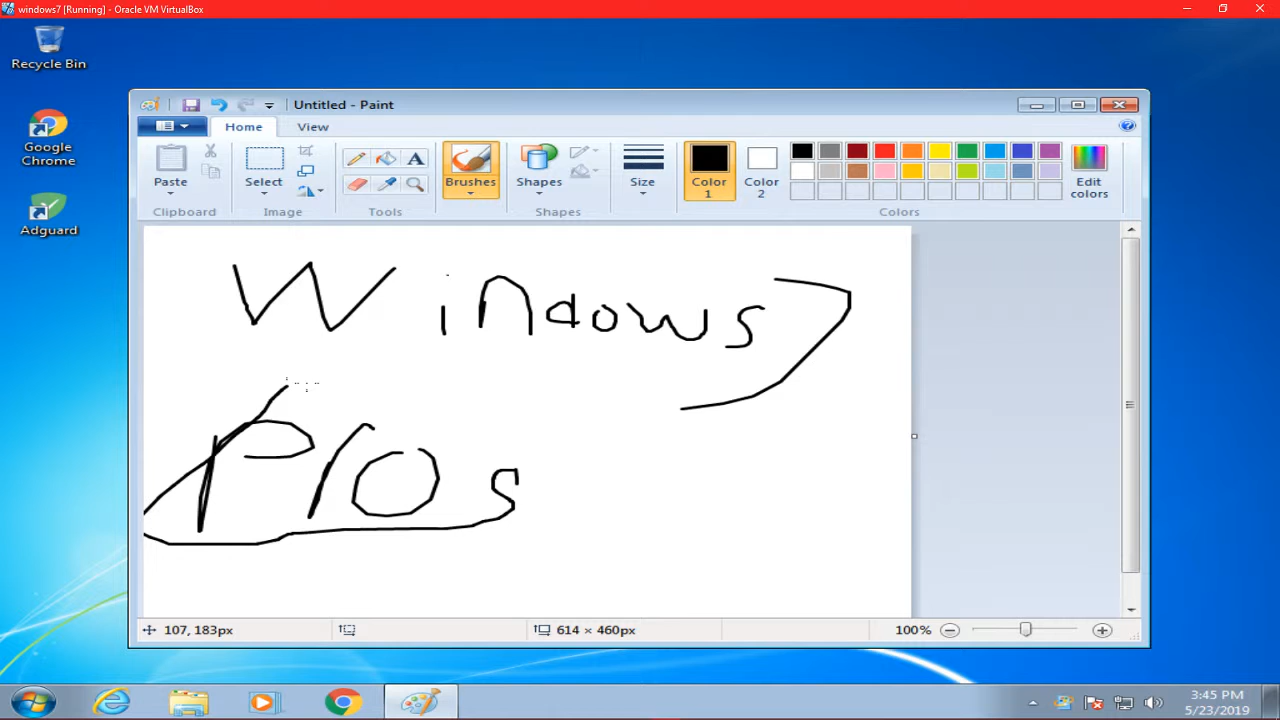 windows7 [Running] - Oracle VM VirtualBox
Recycle Bin
Google Chrome
Adguard
Untitled - Paint
Home View
Paste
Select
Brushes
Shapes
Size
Color 1
Color 2
Edit colors
Clipboard
Image
Tools
Shapes
Colors
Windows 7
Plos
107, 183px
614 × 460px
100%
3:45 PM
5/23/2019